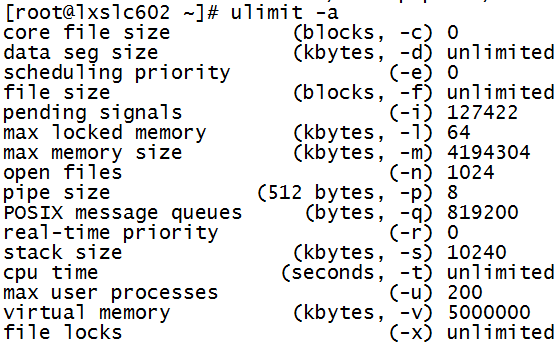 [root@lxslc602 ~]# ulimit -a
core file size          (blocks, -c) 0
data seg size           (kbytes, -d) unlimited
scheduling priority             (-e) 0
file size               (blocks, -f) unlimited
pending signals                 (-i) 127422
max locked memory       (kbytes, -l) 64
max memory size         (kbytes, -m) 4194304
open files                      (-n) 1024
pipe size            (512 bytes, -p) 8
POSIX message queues     (bytes, -q) 819200
real-time priority              (-r) 0
stack size              (kbytes, -s) 10240
cpu time               (seconds, -t) unlimited
max user processes              (-u) 200
virtual memory          (kbytes, -v) 5000000
file locks                      (-x) unlimited